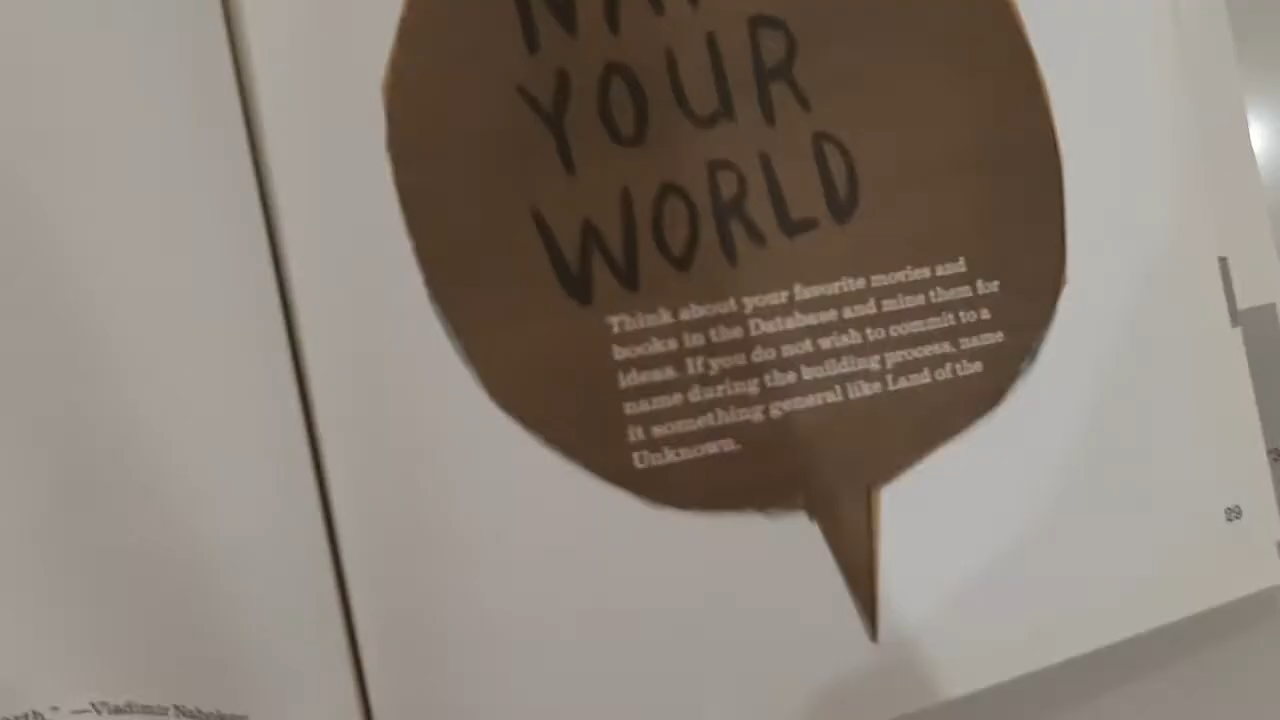 YOUR
WORLD
Think about your favorite movies and
books in the Database and mine them for
ideas. If you do not wish to commit to a
name during the building process, name
it something general like Land of the
Unknown.
29
—Vladimir